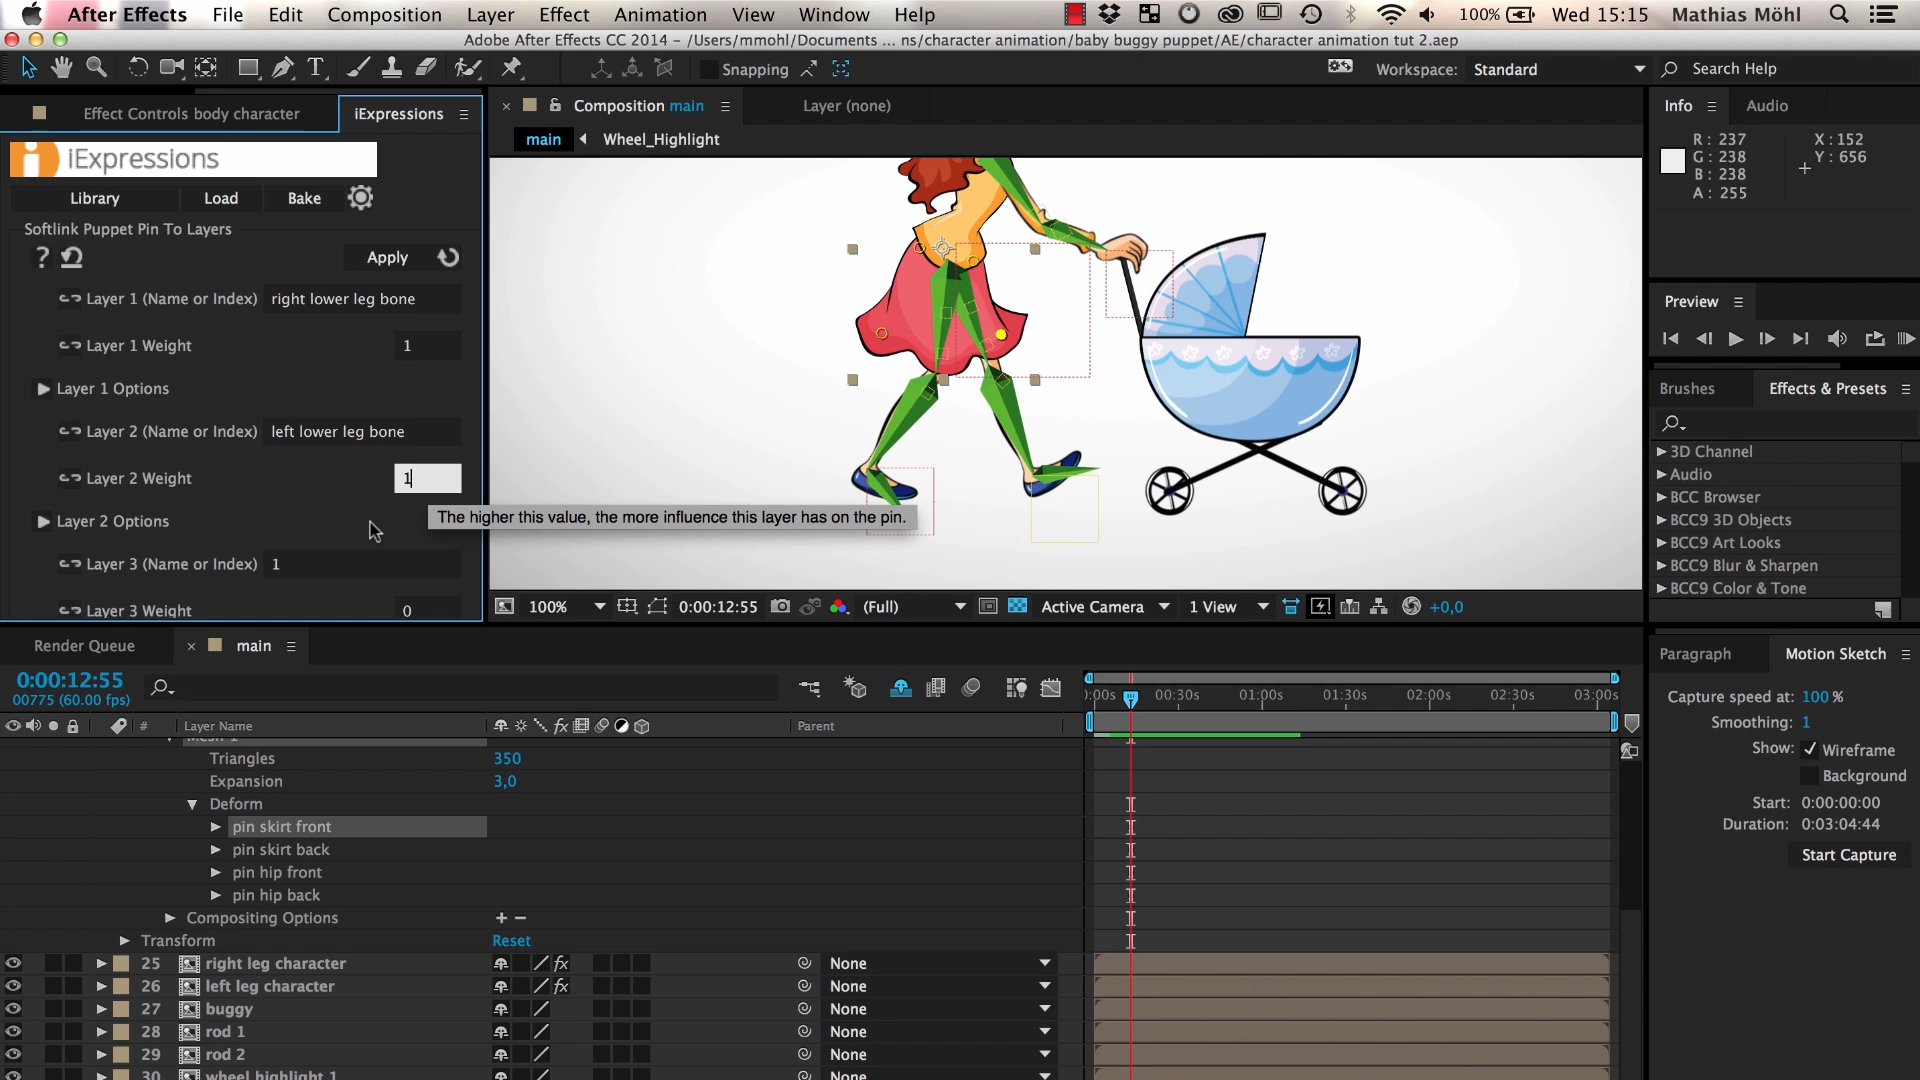 After Effects File Edit Composition Layer Effect Animation View Window Help 100% Wed 15:15 Mathias Möhl
Adobe After Effects CC 2014 – /Users/mmohl/Documents ... ns/character animation/baby buggy puppet/AE/character animation tut 2.aep
Snapping Workspace: Standard Search Help
Effect Controls body character iExpressions
Composition main Layer (none)
Info Audio
main Wheel_Highlight
R : 237 X : 152
G : 238 Y : 656
B : 238
A : 255
iExpressions
Library Load Bake
Softlink Puppet Pin To Layers
? Apply
Layer 1 (Name or Index) right lower leg bone
Layer 1 Weight 1
Layer 1 Options
Layer 2 (Name or Index) left lower leg bone
Layer 2 Weight 1
The higher this value, the more influence this layer has on the pin.
Layer 2 Options
Layer 3 (Name or Index) 1
Layer 3 Weight 0
Preview
Brushes Effects & Presets
3D Channel
Audio
BCC Browser
BCC9 3D Objects
BCC9 Art Looks
BCC9 Blur & Sharpen
BCC9 Color & Tone
100% 0:00:12:55 (Full) Active Camera 1 View +0,0
Render Queue main
0:00:12:55
00775 (60.00 fps)
:00s 00:30s 01:00s 01:30s 02:00s 02:30s 03:00s
# Layer Name fx Parent
Mesh 1
Triangles 350
Expansion 3,0
Deform
pin skirt front
pin skirt back
pin hip front
pin hip back
Compositing Options + −
Transform Reset
25 right leg character fx None
26 left leg character fx None
27 buggy None
28 rod 1 None
29 rod 2 None
30 wheel highlight 1 None
Paragraph Motion Sketch
Capture speed at: 100 %
Smoothing: 1
Show: Wireframe
Background
Start: 0:00:00:00
Duration: 0:03:04:44
Start Capture